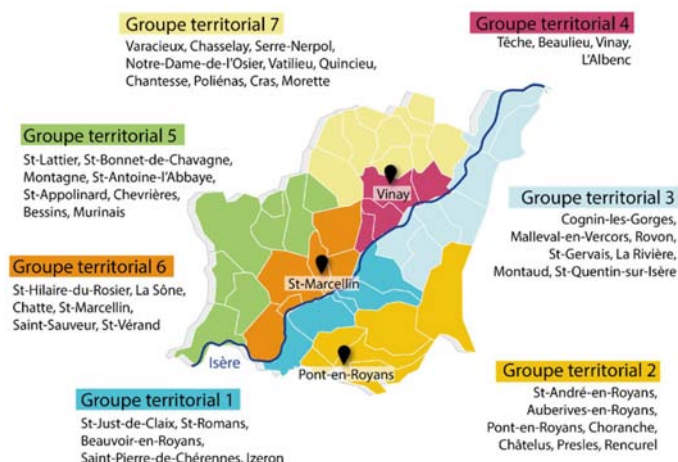 Groupe territorial 7
Varacieux, Chasselay, Serre-Nerpol,
Notre-Dame-de-l'Osier, Vatilieu, Quincieu,
Chantesse, Poliénas, Cras, Morette
Groupe territorial 4
Têche, Beaulieu, Vinay,
L'Albenc
Groupe territorial 5
St-Lattier, St-Bonnet-de-Chavagne,
Montagne, St-Antoine-l'Abbaye,
St-Appolinard, Chevrières,
Bessins, Murinais
Vinay
Groupe territorial 3
Cognin-les-Gorges,
Malleval-en-Vercors, Rovon,
St-Gervais, La Rivière,
Montaud, St-Quentin-sur-Isère
Groupe territorial 6
St-Hilaire-du-Rosier, La Sône,
Chatte, St-Marcellin,
Saint-Sauveur, St-Vérand
St-Marcellin
Isère
Pont-en-Royans
Groupe territorial 2
St-André-en-Royans,
Auberives-en-Royans,
Pont-en-Royans, Choranche,
Châtelus, Presles, Rencurel
Groupe territorial 1
St-Just-de-Claix, St-Romans,
Beauvoir-en-Royans,
Saint-Pierre-de-Chérennes, Izeron